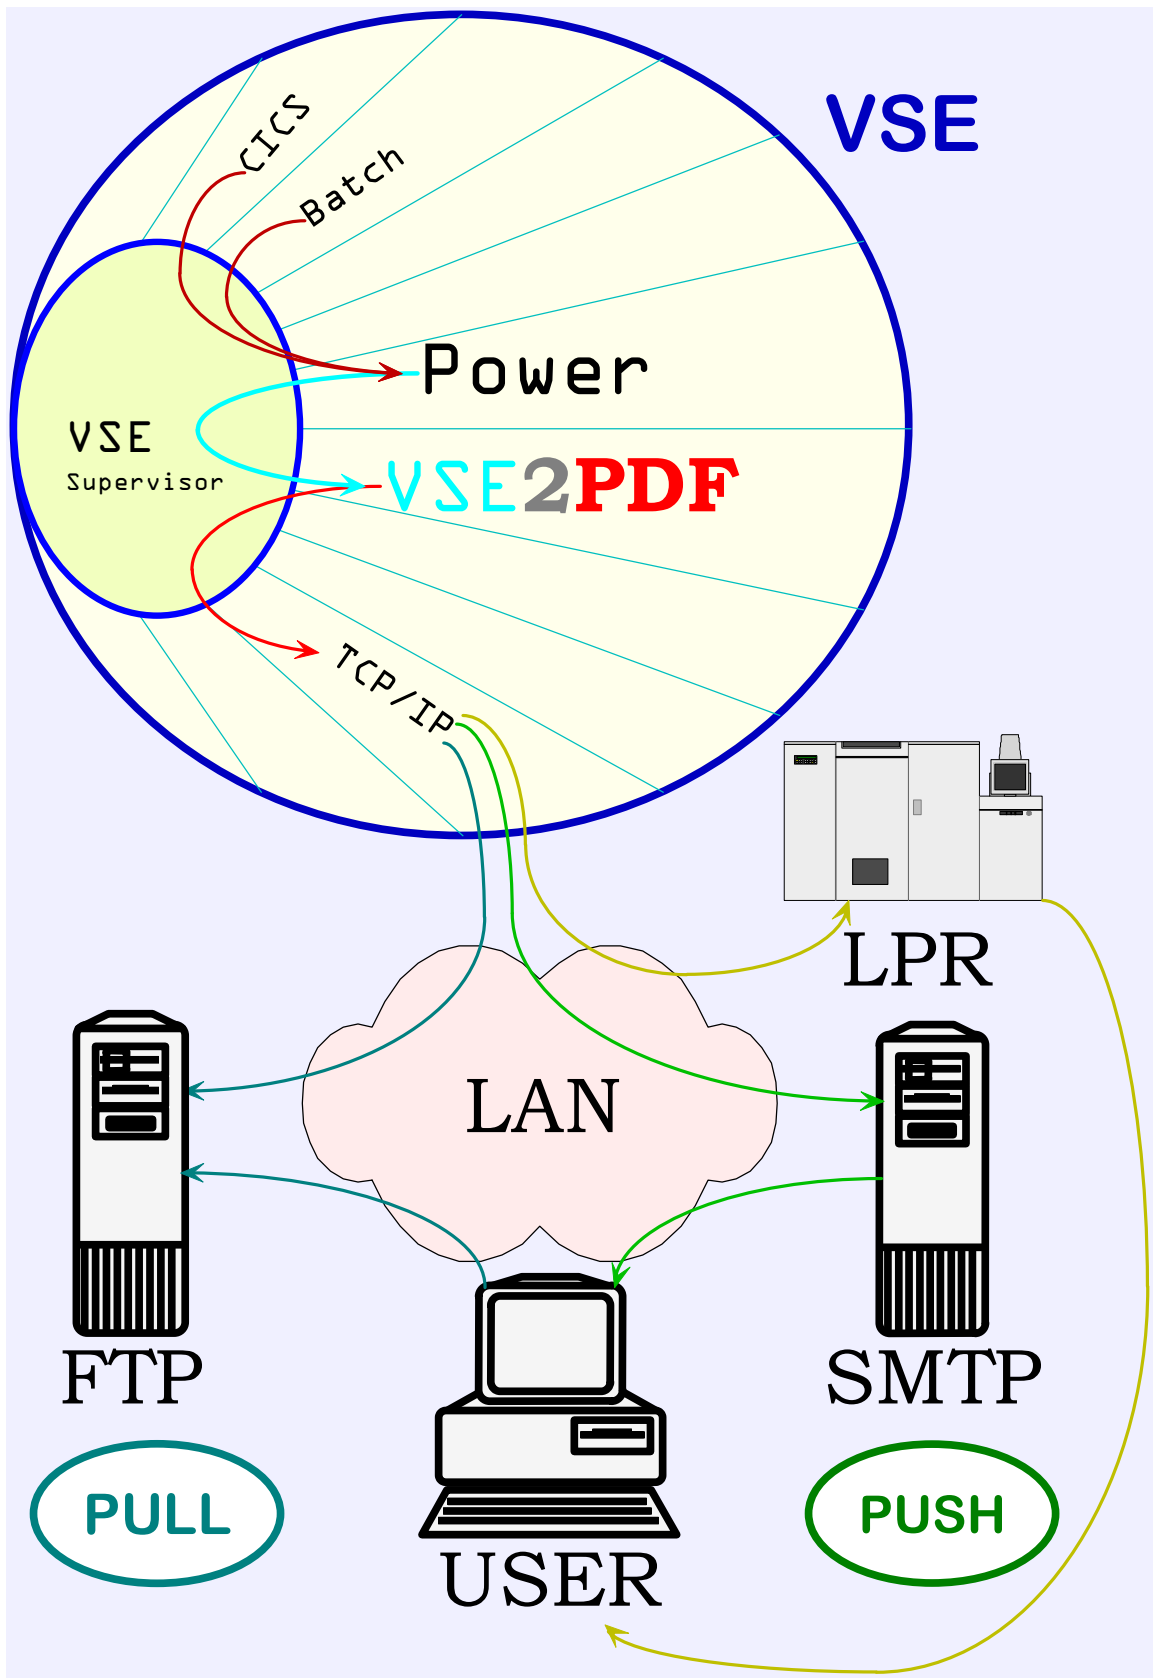 VSE
CICS
Batch
Power
VSE
Supervisor
VSE2PDF
TCP/IP
LPR
LAN
FTP
SMTP
PULL
PUSH
USER